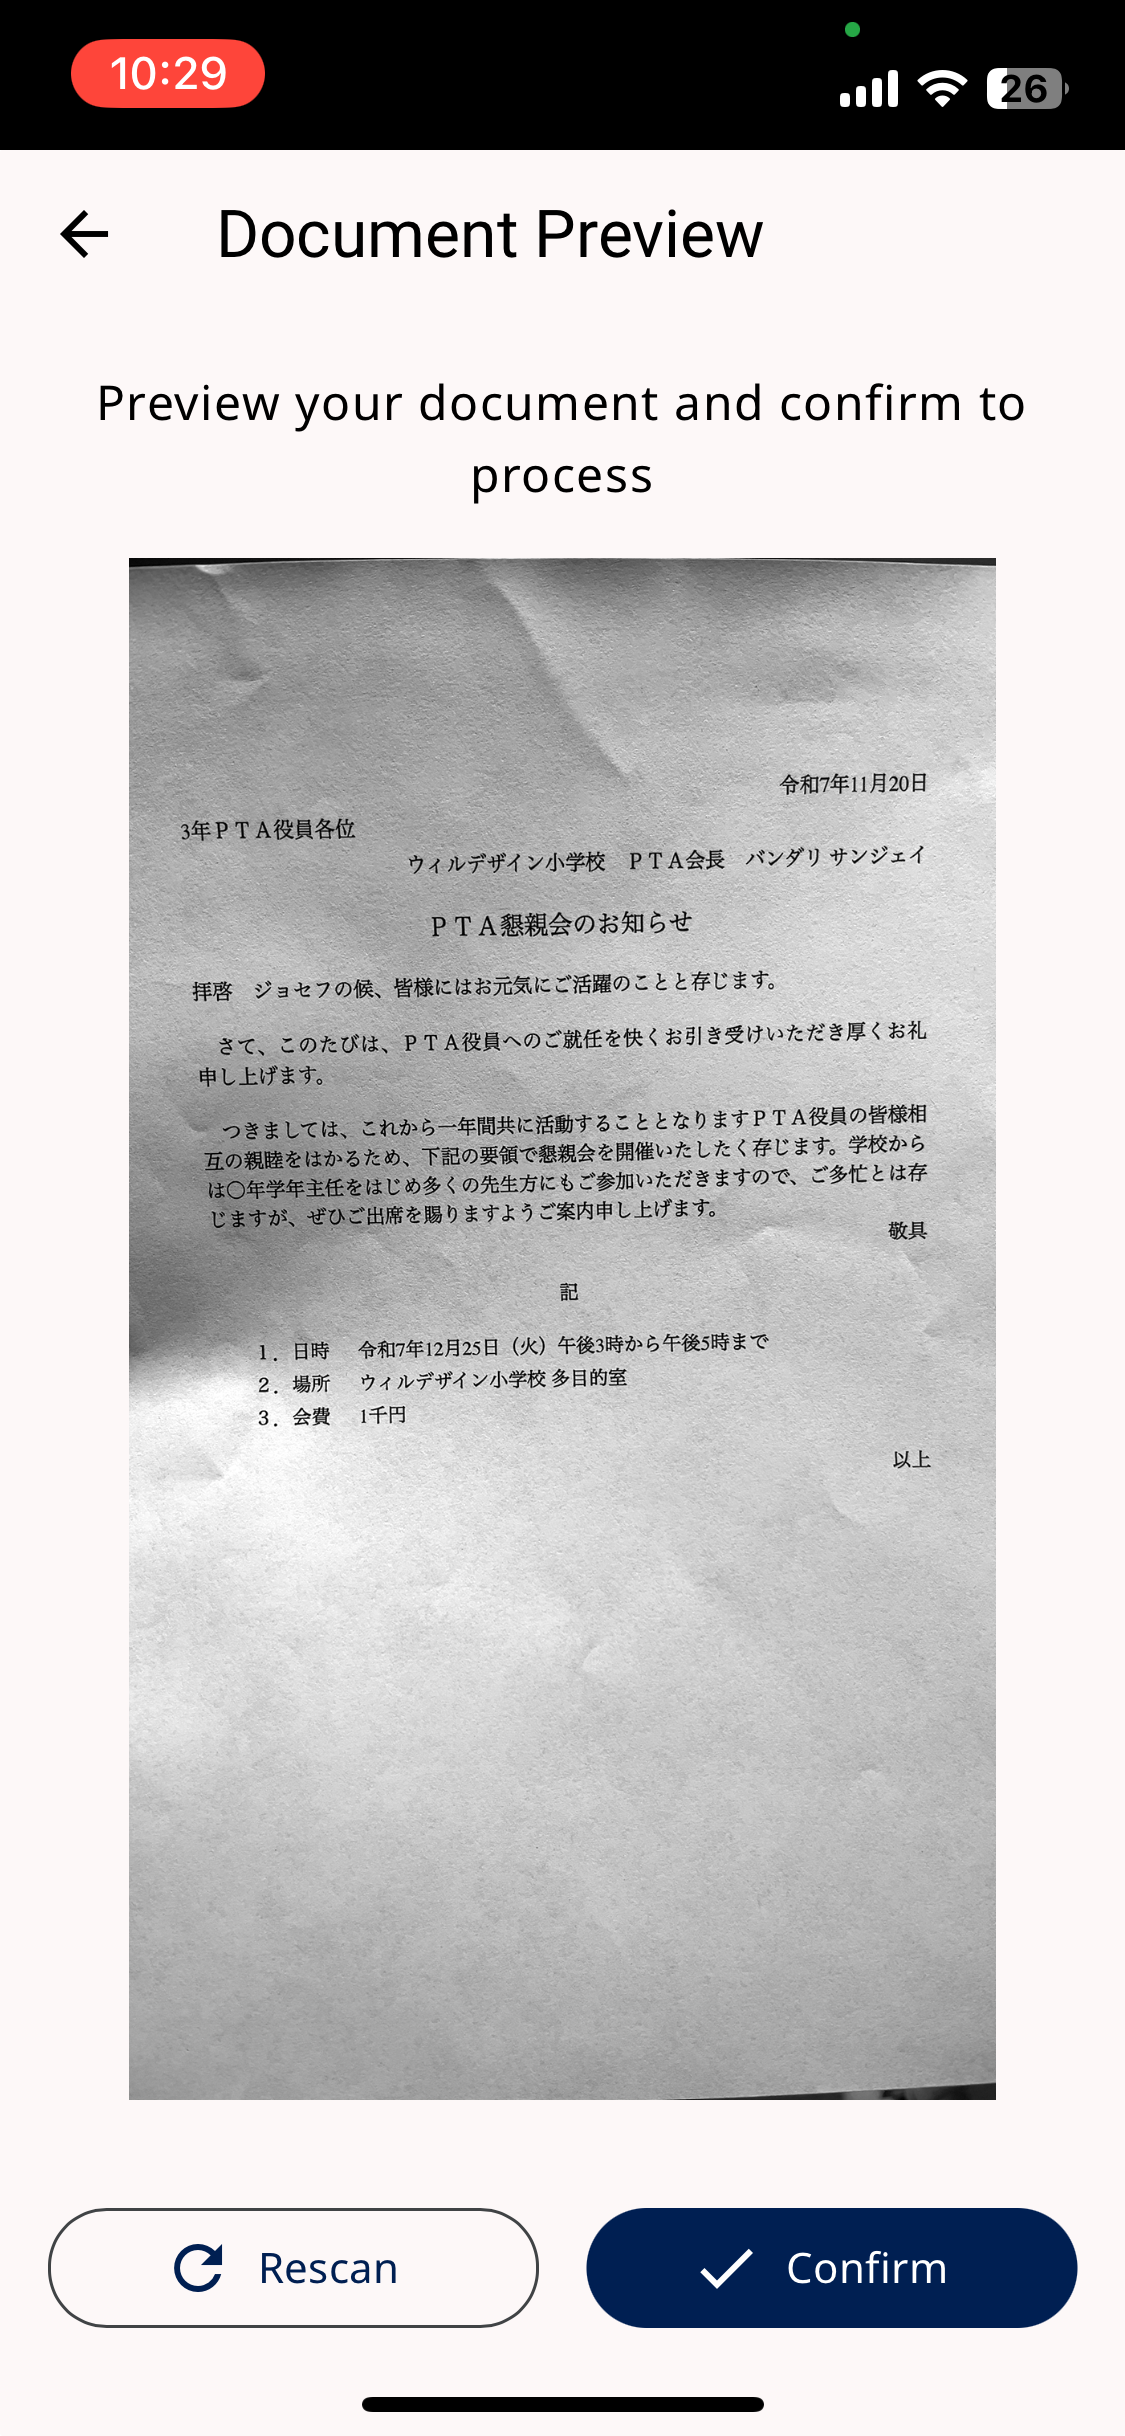 10:29
26
Document Preview
Preview your document and confirm to
process
令和7年11月20日
3年ＰＴＡ役員各位
ウィルデザイン小学校　ＰＴＡ会長　バンダリ サンジェイ
ＰＴＡ懇親会のお知らせ
拝啓　ジョセフの候、皆様にはお元気にご活躍のことと存じます。
さて、このたびは、ＰＴＡ役員へのご就任を快くお引き受けいただき厚くお礼
申し上げます。
つきましては、これから一年間共に活動することとなりますＰＴＡ役員の皆様相
互の親睦をはかるため、下記の要領で懇親会を開催いたしたく存じます。学校から
は〇年学年主任をはじめ多くの先生方にもご参加いただきますので、ご多忙とは存
じますが、ぜひご出席を賜りますようご案内申し上げます。
敬具
記
1．日時　令和7年12月25日（火）午後3時から午後5時まで
2．場所　ウィルデザイン小学校 多目的室
3．会費　1千円
以上
Rescan
Confirm